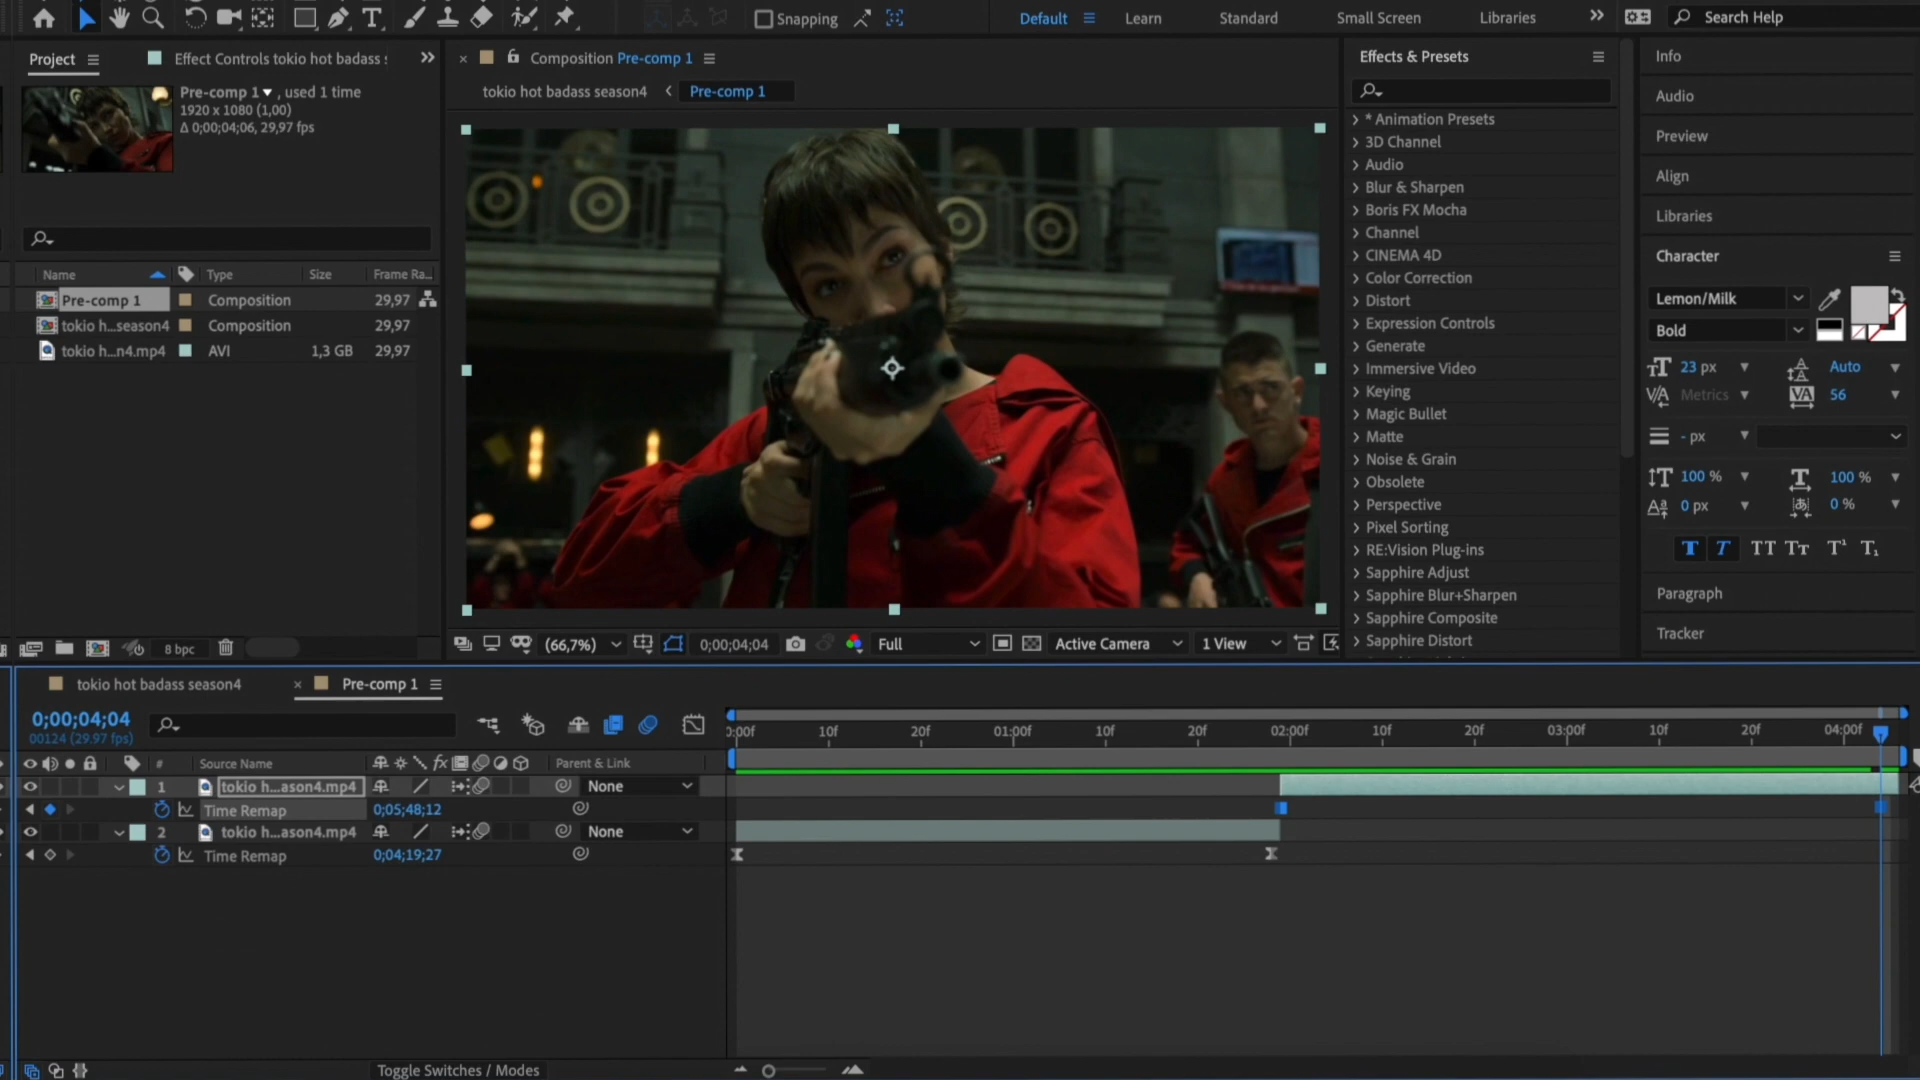 Snapping
Default
Learn
Standard
Small Screen
Libraries
Search Help
Project
Effect Controls tokio hot badass s
Pre-comp 1 , used 1 time
1920 x 1080 (1,00)
Δ 0;00;04;06, 29,97 fps
Name Type Size Frame Ra...
Pre-comp 1 Composition 29,97
tokio h...season4 Composition 29,97
tokio h...n4.mp4 AVI 1,3 GB 29,97
8 bpc
Composition Pre-comp 1
tokio hot badass season4 Pre-comp 1
(66,7%) 0;00;04;04 Full Active Camera 1 View
Effects & Presets
* Animation Presets
3D Channel
Audio
Blur & Sharpen
Boris FX Mocha
Channel
CINEMA 4D
Color Correction
Distort
Expression Controls
Generate
Immersive Video
Keying
Magic Bullet
Matte
Noise & Grain
Obsolete
Perspective
Pixel Sorting
RE:Vision Plug-ins
Sapphire Adjust
Sapphire Blur+Sharpen
Sapphire Composite
Sapphire Distort
Info
Audio
Preview
Align
Libraries
Character
Lemon/Milk
Bold
23 px Auto
Metrics 56
- px
100 % 100 %
0 px 0 %
T T TT Tт T¹ T₁
Paragraph
Tracker
tokio hot badass season4 Pre-comp 1
0;00;04;04
00124 (29.97 fps)
0:00f 10f 20f 01:00f 10f 20f 02:00f 10f 20f 03:00f 10f 20f 04:00f
# Source Name fx Parent & Link
1 tokio h...ason4.mp4 None
Time Remap 0;05;48;12
2 tokio h...ason4.mp4 None
Time Remap 0;04;19;27
Toggle Switches / Modes